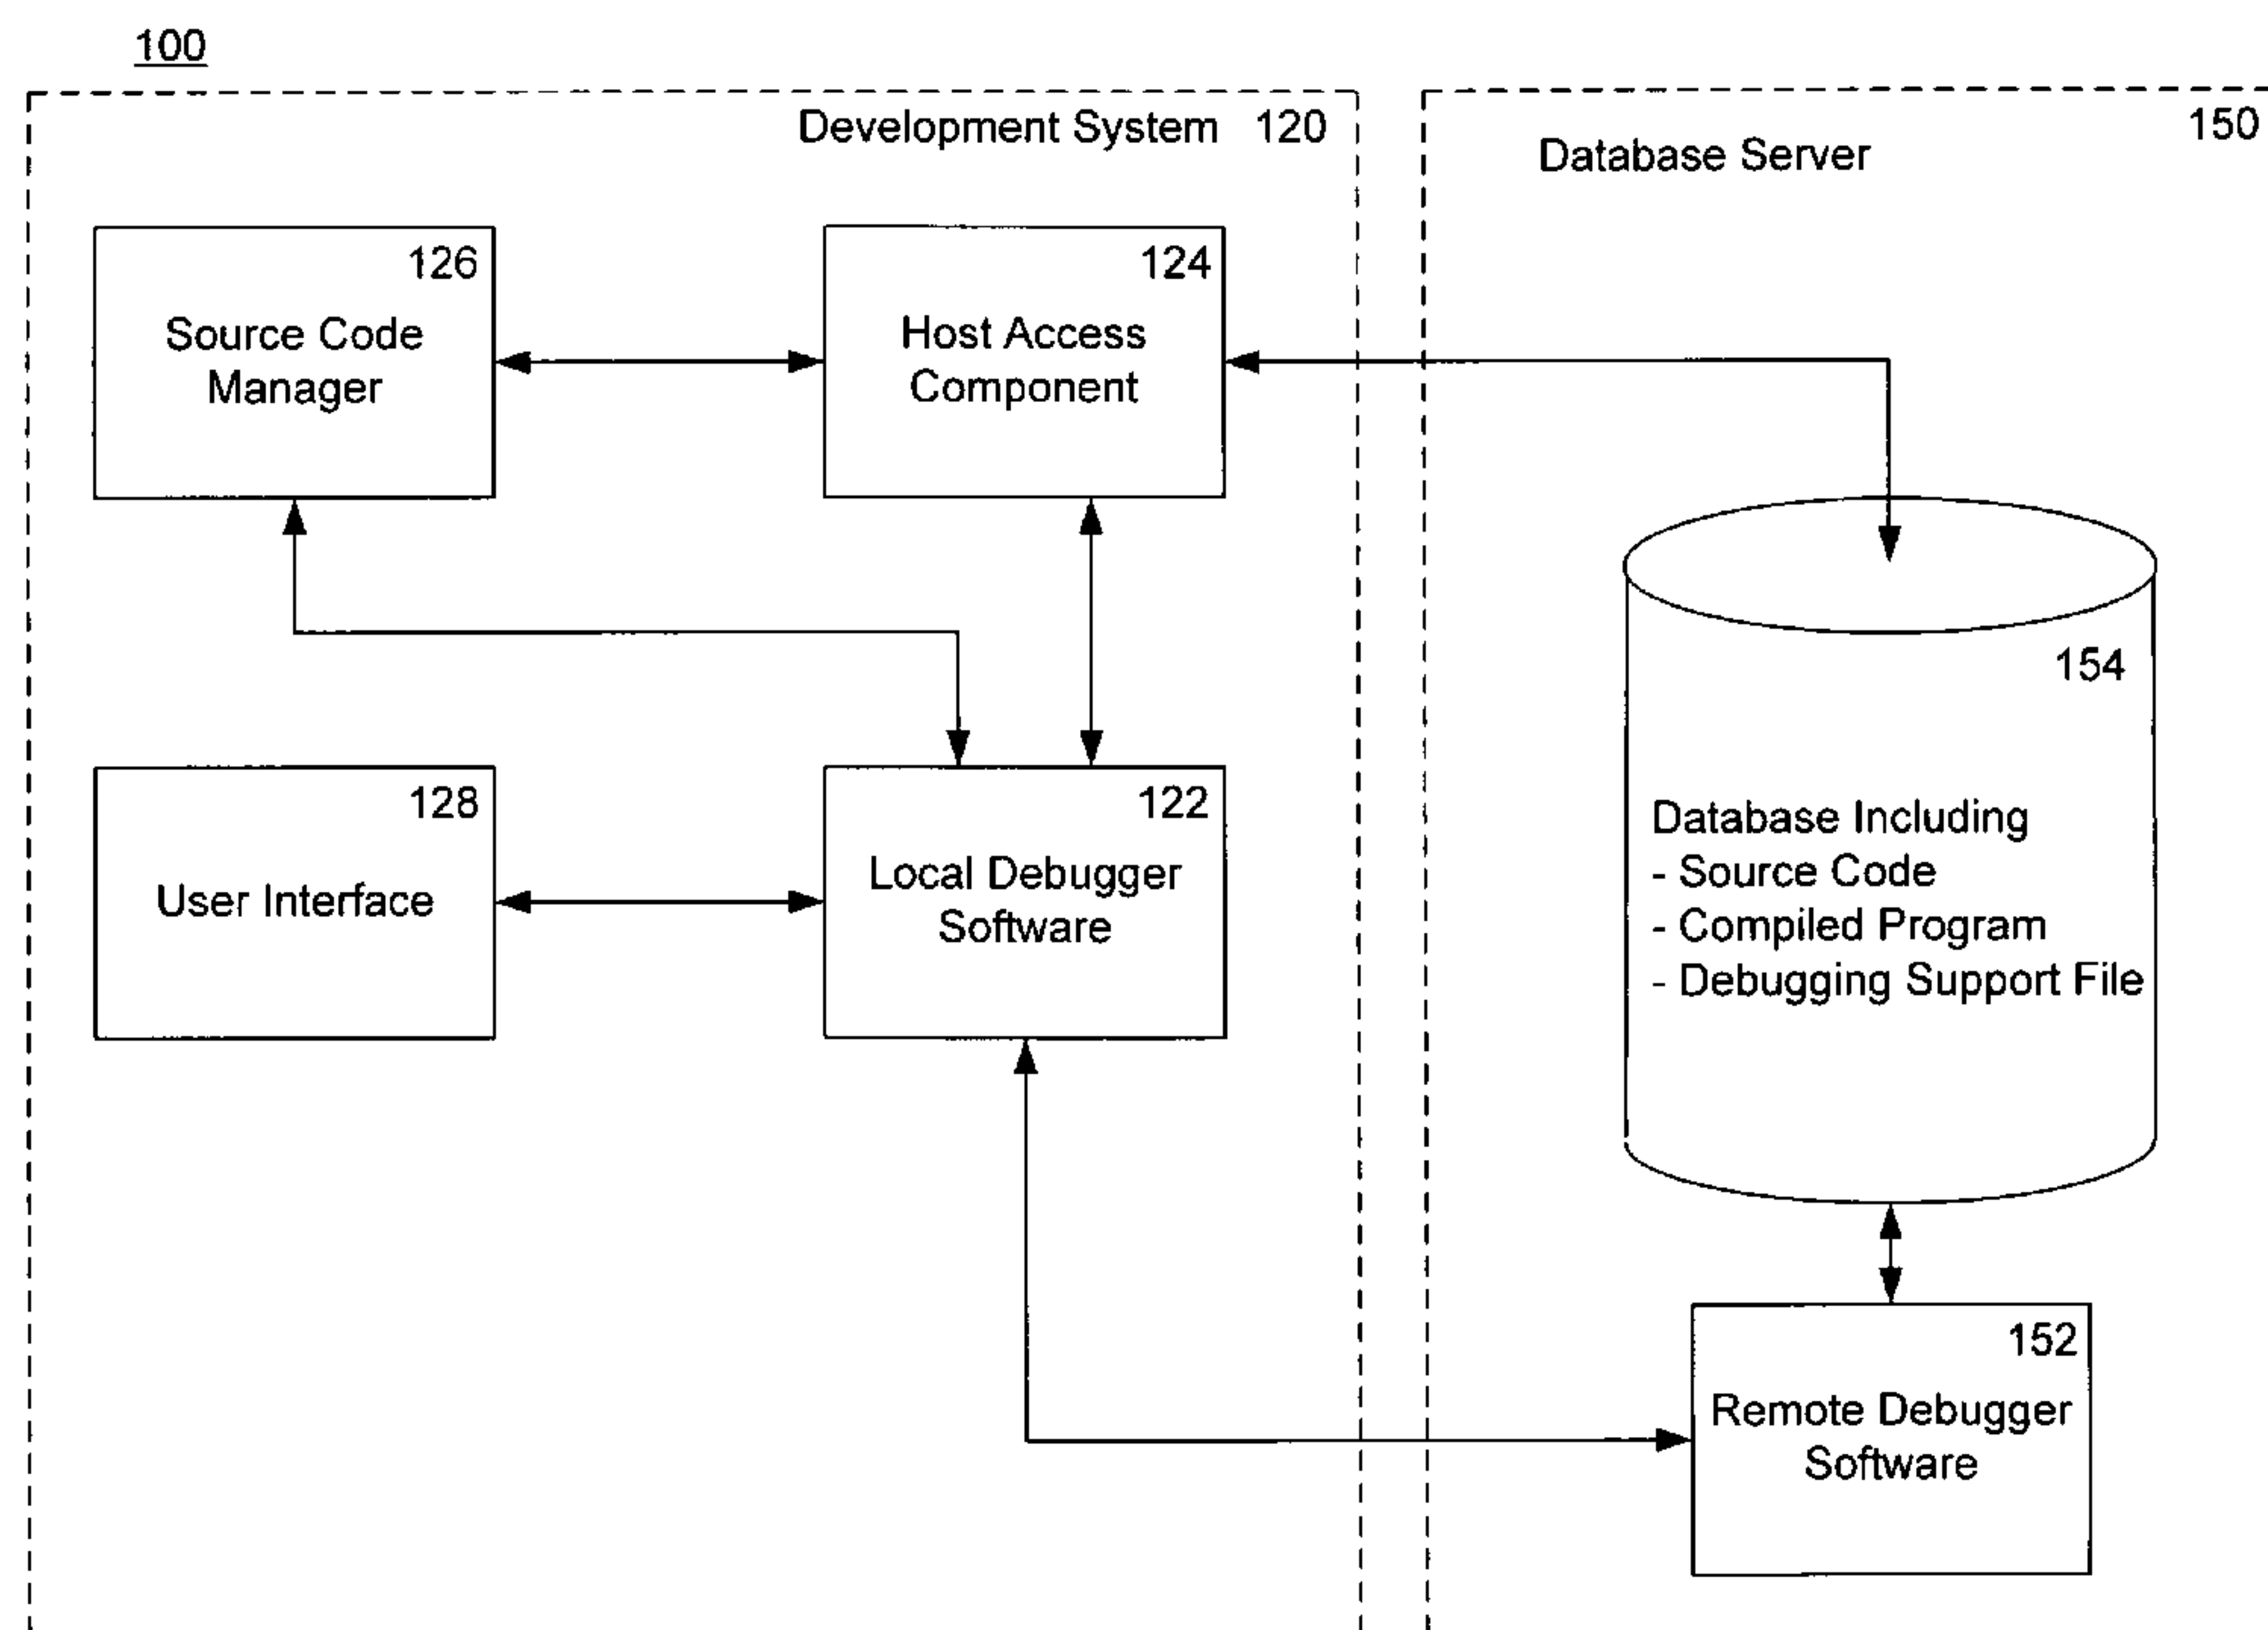 100
Development System 120
150
Database Server
126
Source Code
Manager
124
Host Access
Component
154
Database Including
- Source Code
- Compiled Program
- Debugging Support File
128
User Interface
122
Local Debugger
Software
152
Remote Debugger
Software